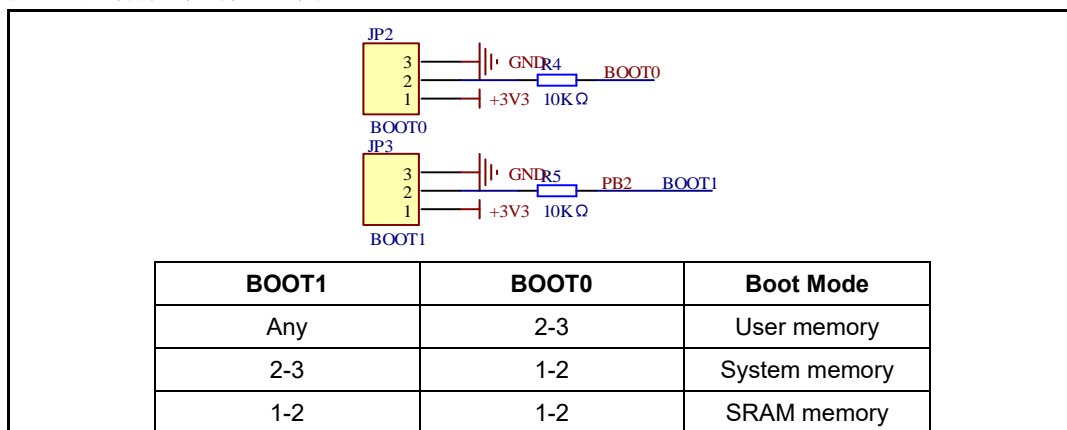 JP2
3 GND R4 BOOT0
2
1 +3V3 10KΩ
BOOT0
JP3
3 GND R5 PB2 BOOT1
2
1 +3V3 10KΩ
BOOT1
BOOT1 BOOT0 Boot Mode
Any 2-3 User memory
2-3 1-2 System memory
1-2 1-2 SRAM memory